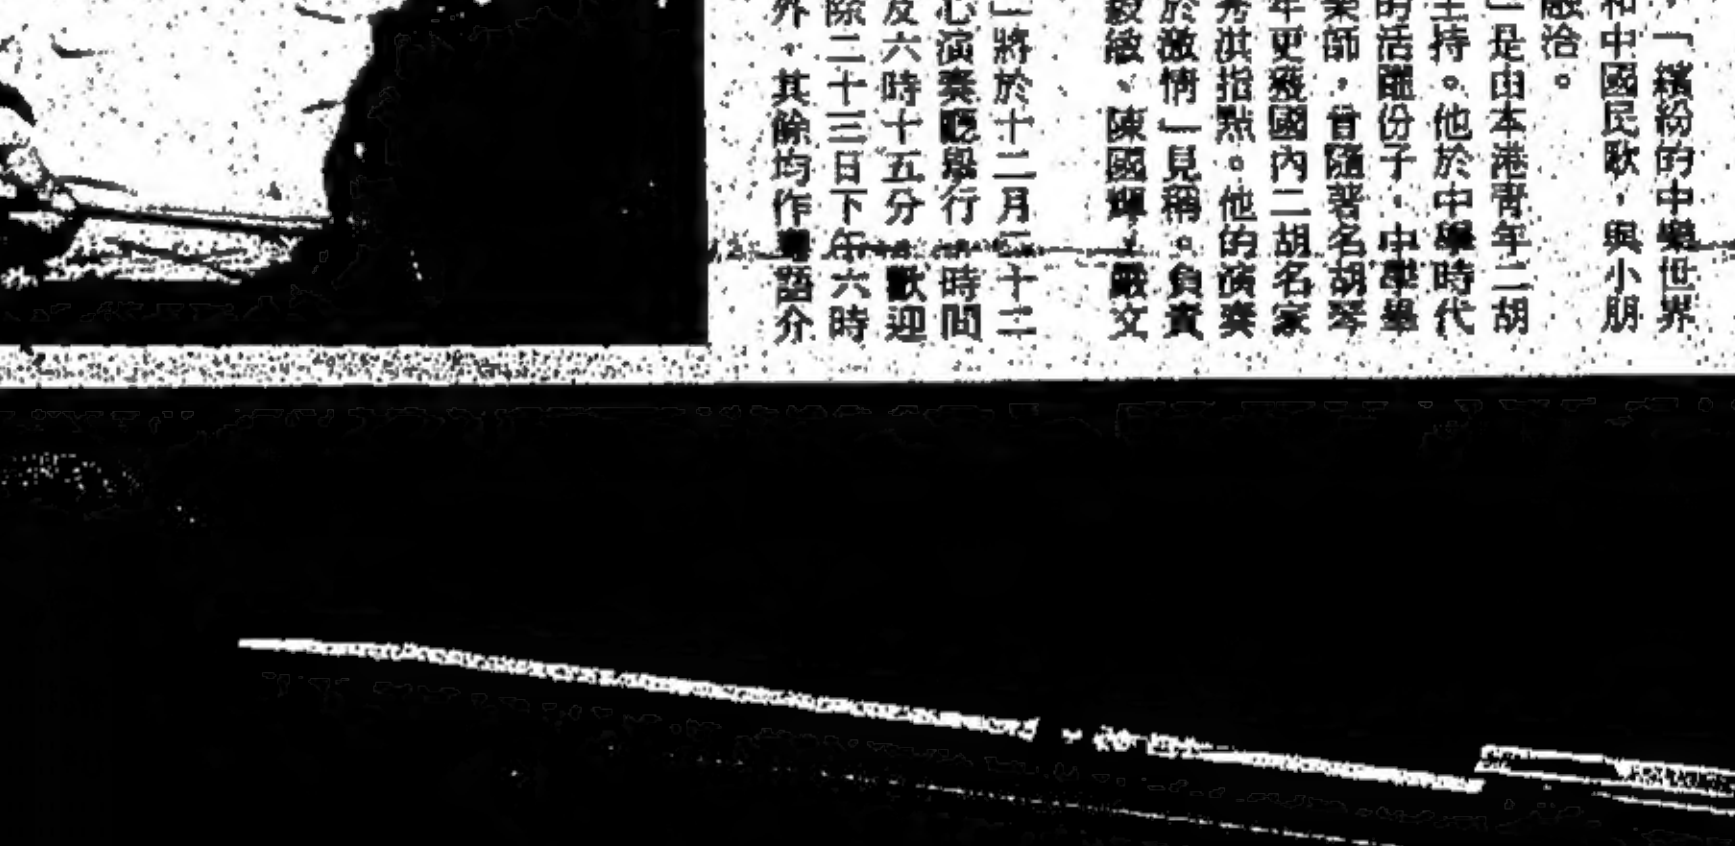 ，「繽紛的中樂世界
和中國民歌，與小朋
融洽。
」是由本港青年二胡
主持。他於中學時代
的活躍份子，中學畢
樂師，曾隨著名胡琴
年更獲國內二胡名家
秀淇指點。他的演奏
於激情」見稱。負責
毅敏、陳國輝、嚴文
」將於十二月二十二
心演奏廳舉行，時間
及六時十五分。歡迎
除二十三日下午六時
外，其餘均作粵語介